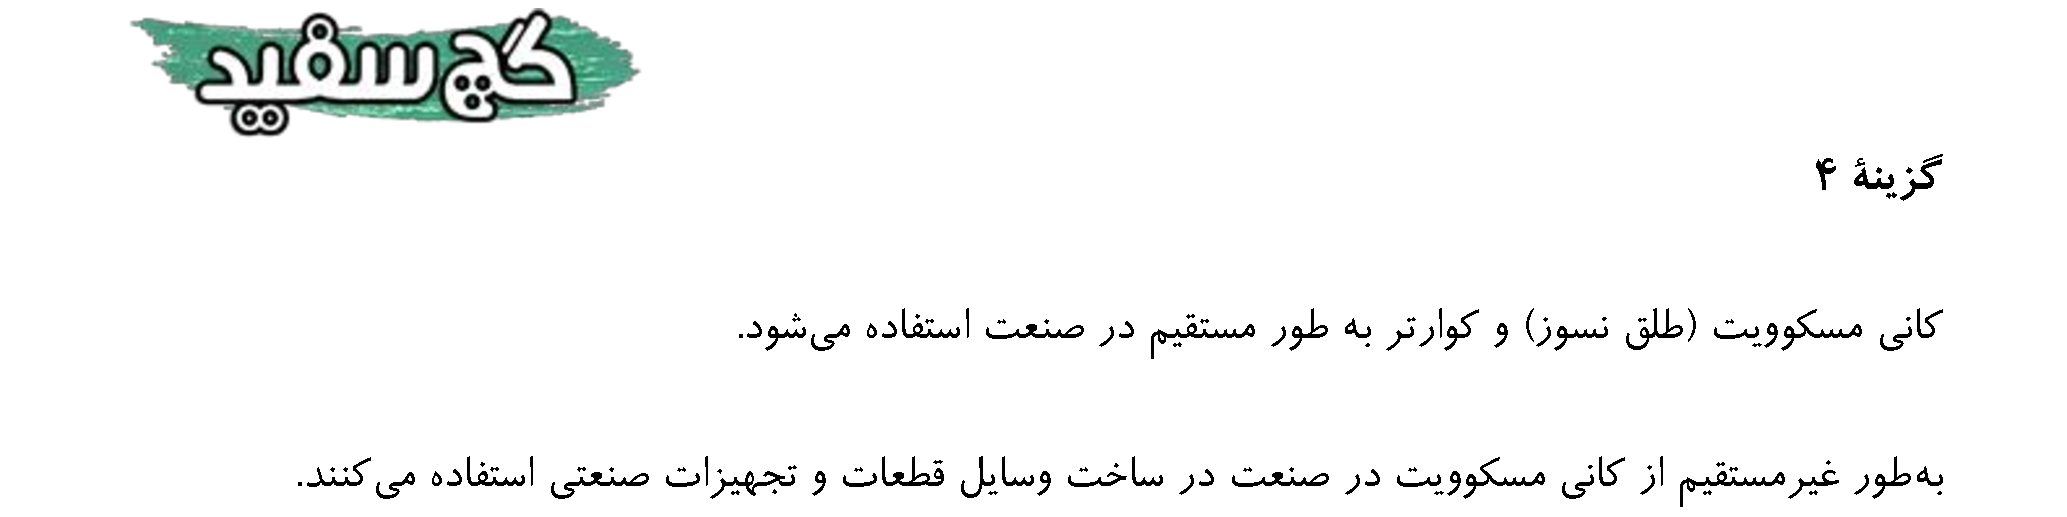 گچ سفید
گزینهٔ ۴
کانی مسکوویت (طلق نسوز) و کوارتر به طور مستقیم در صنعت استفاده می‌شود.
به‌طور غیرمستقیم از کانی مسکوویت در صنعت در ساخت وسایل قطعات و تجهیزات صنعتی استفاده می‌کنند.